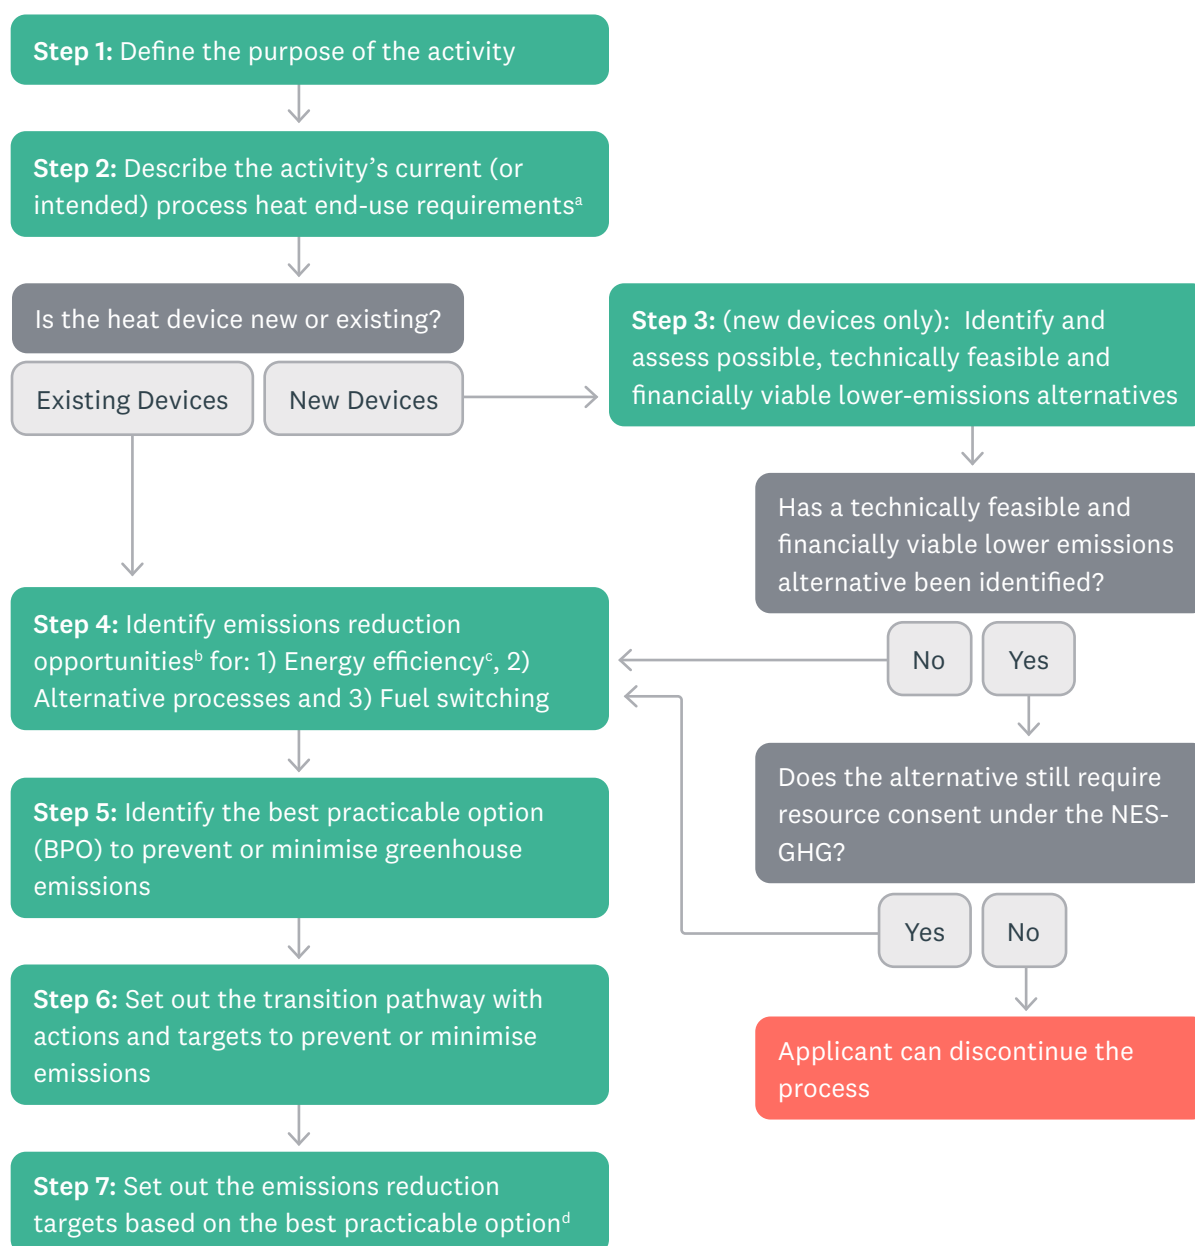 Step 1: Define the purpose of the activity
Step 2: Describe the activity’s current (or
intended) process heat end-use requirementsᵃ
Is the heat device new or existing?
Existing Devices
New Devices
Step 3: (new devices only): Identify and
assess possible, technically feasible and
financially viable lower-emissions alternatives
Has a technically feasible and
financially viable lower emissions
alternative been identified?
No
Yes
Step 4: Identify emissions reduction
opportunitiesᵇ for: 1) Energy efficiencyᶜ, 2)
Alternative processes and 3) Fuel switching
Does the alternative still require
resource consent under the NES-
GHG?
Yes
No
Step 5: Identify the best practicable option
(BPO) to prevent or minimise greenhouse
emissions
Step 6: Set out the transition pathway with
actions and targets to prevent or minimise
emissions
Applicant can discontinue the
process
Step 7: Set out the emissions reduction
targets based on the best practicable optionᵈ